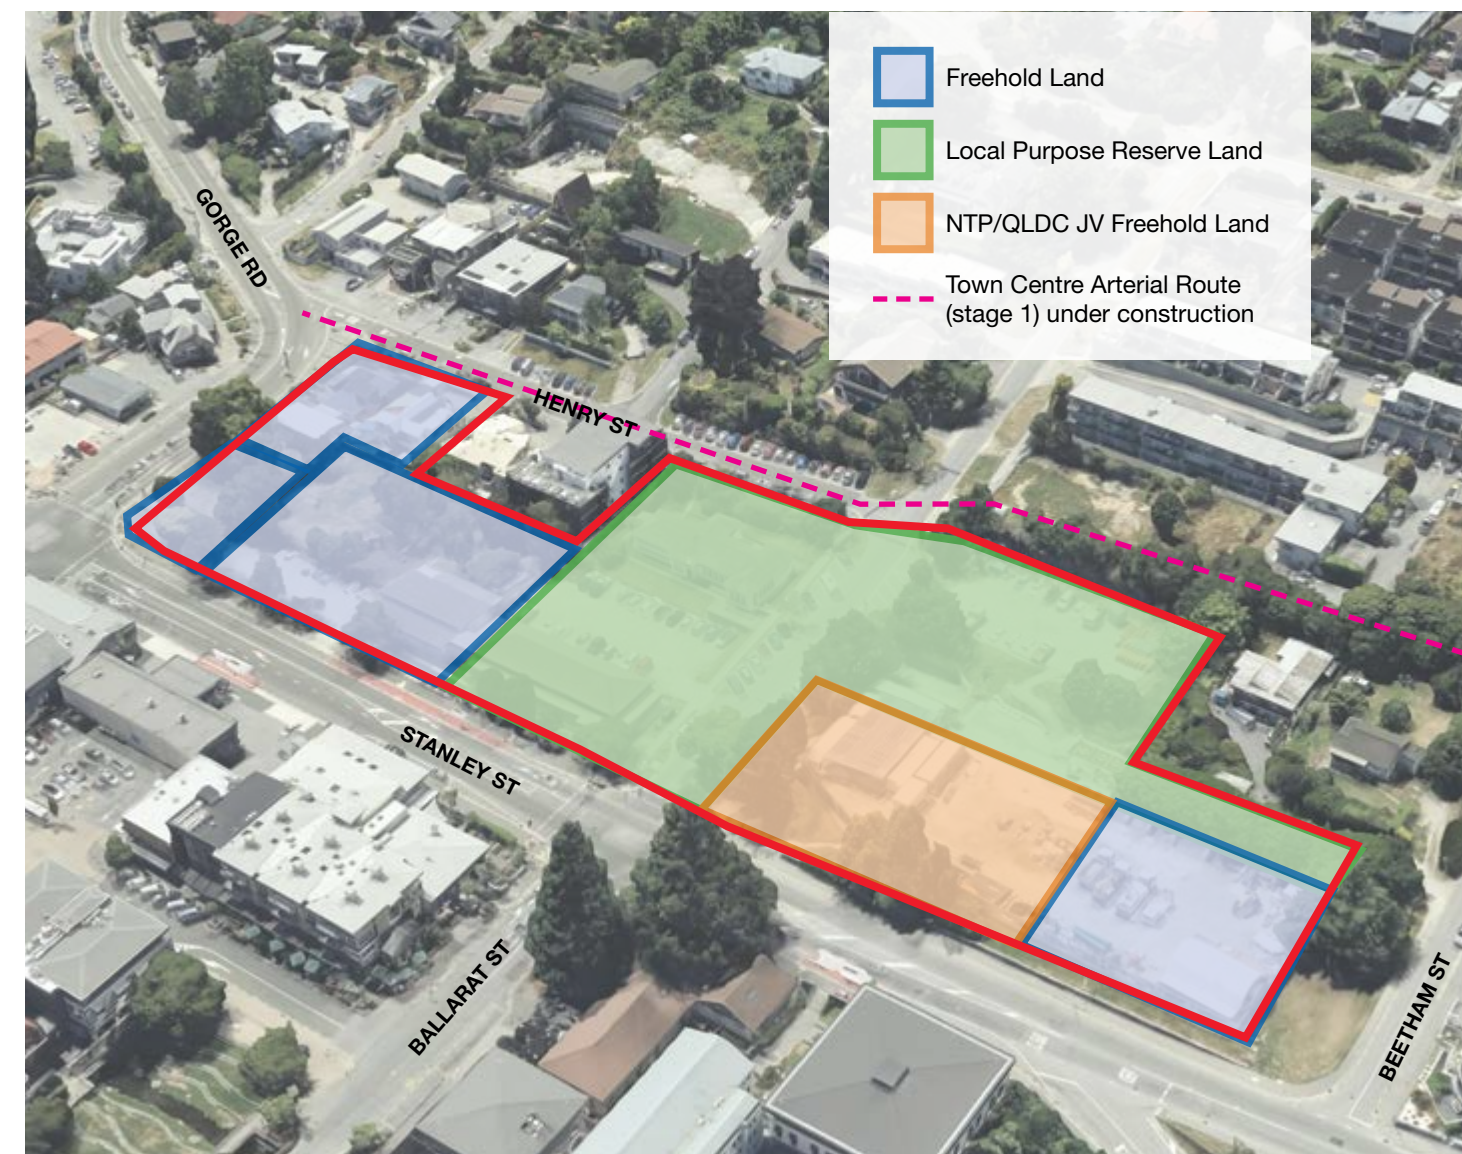 Freehold Land
Local Purpose Reserve Land
NTP/QLDC JV Freehold Land
Town Centre Arterial Route
(stage 1) under construction
GORGE RD
HENRY ST
STANLEY ST
BALLARAT ST
BEETHAM ST